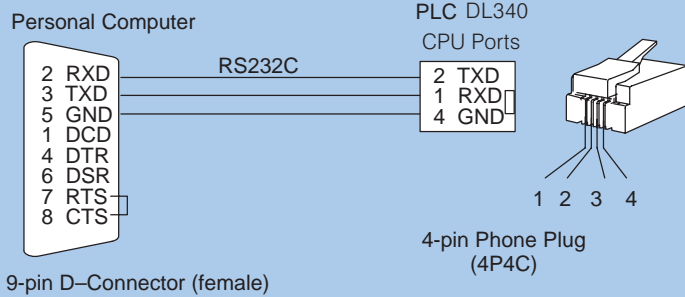 Personal Computer
PLC DL340
CPU Ports
RS232C
2 RXD
3 TXD
5 GND
1 DCD
4 DTR
6 DSR
7 RTS
8 CTS
2 TXD
1 RXD
4 GND
1 2 3 4
4-pin Phone Plug
(4P4C)
9-pin D–Connector (female)